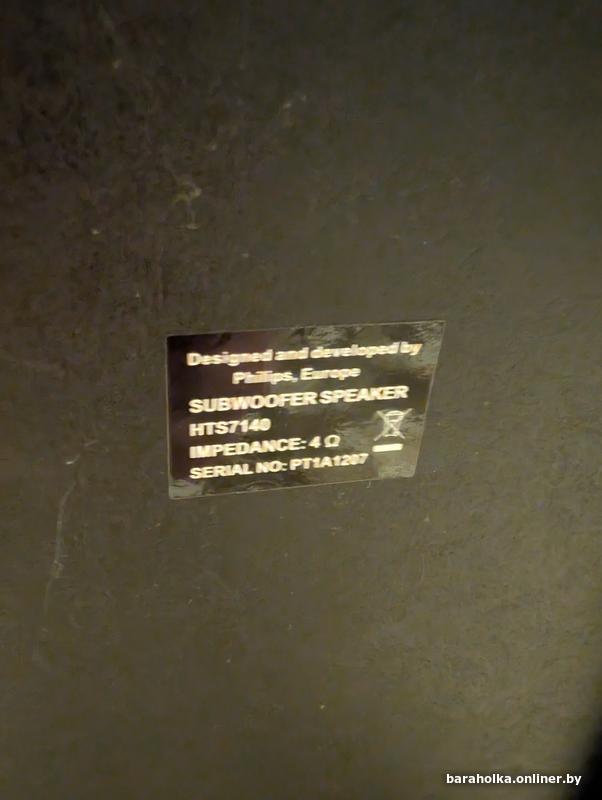 Designed and developed by
Philips, Europe
SUBWOOFER SPEAKER
HTS7140
IMPEDANCE: 4 Ω
SERIAL NO: PT1A1207
baraholka.onliner.by